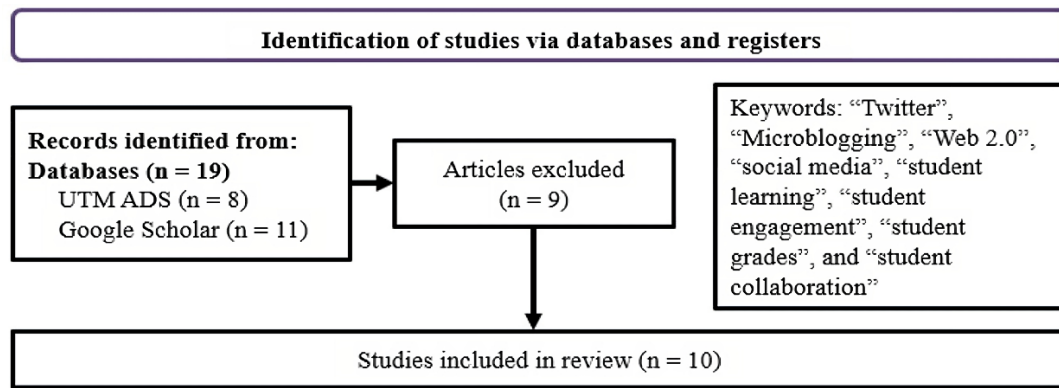 Identification of studies via databases and registers
Records identified from:
Databases (n = 19)
UTM ADS (n = 8)
Google Scholar (n = 11)
Articles excluded
(n = 9)
Keywords: “Twitter”,
“Microblogging”, “Web 2.0”,
“social media”, “student
learning”, “student
engagement”, “student
grades”, and “student
collaboration”
Studies included in review (n = 10)